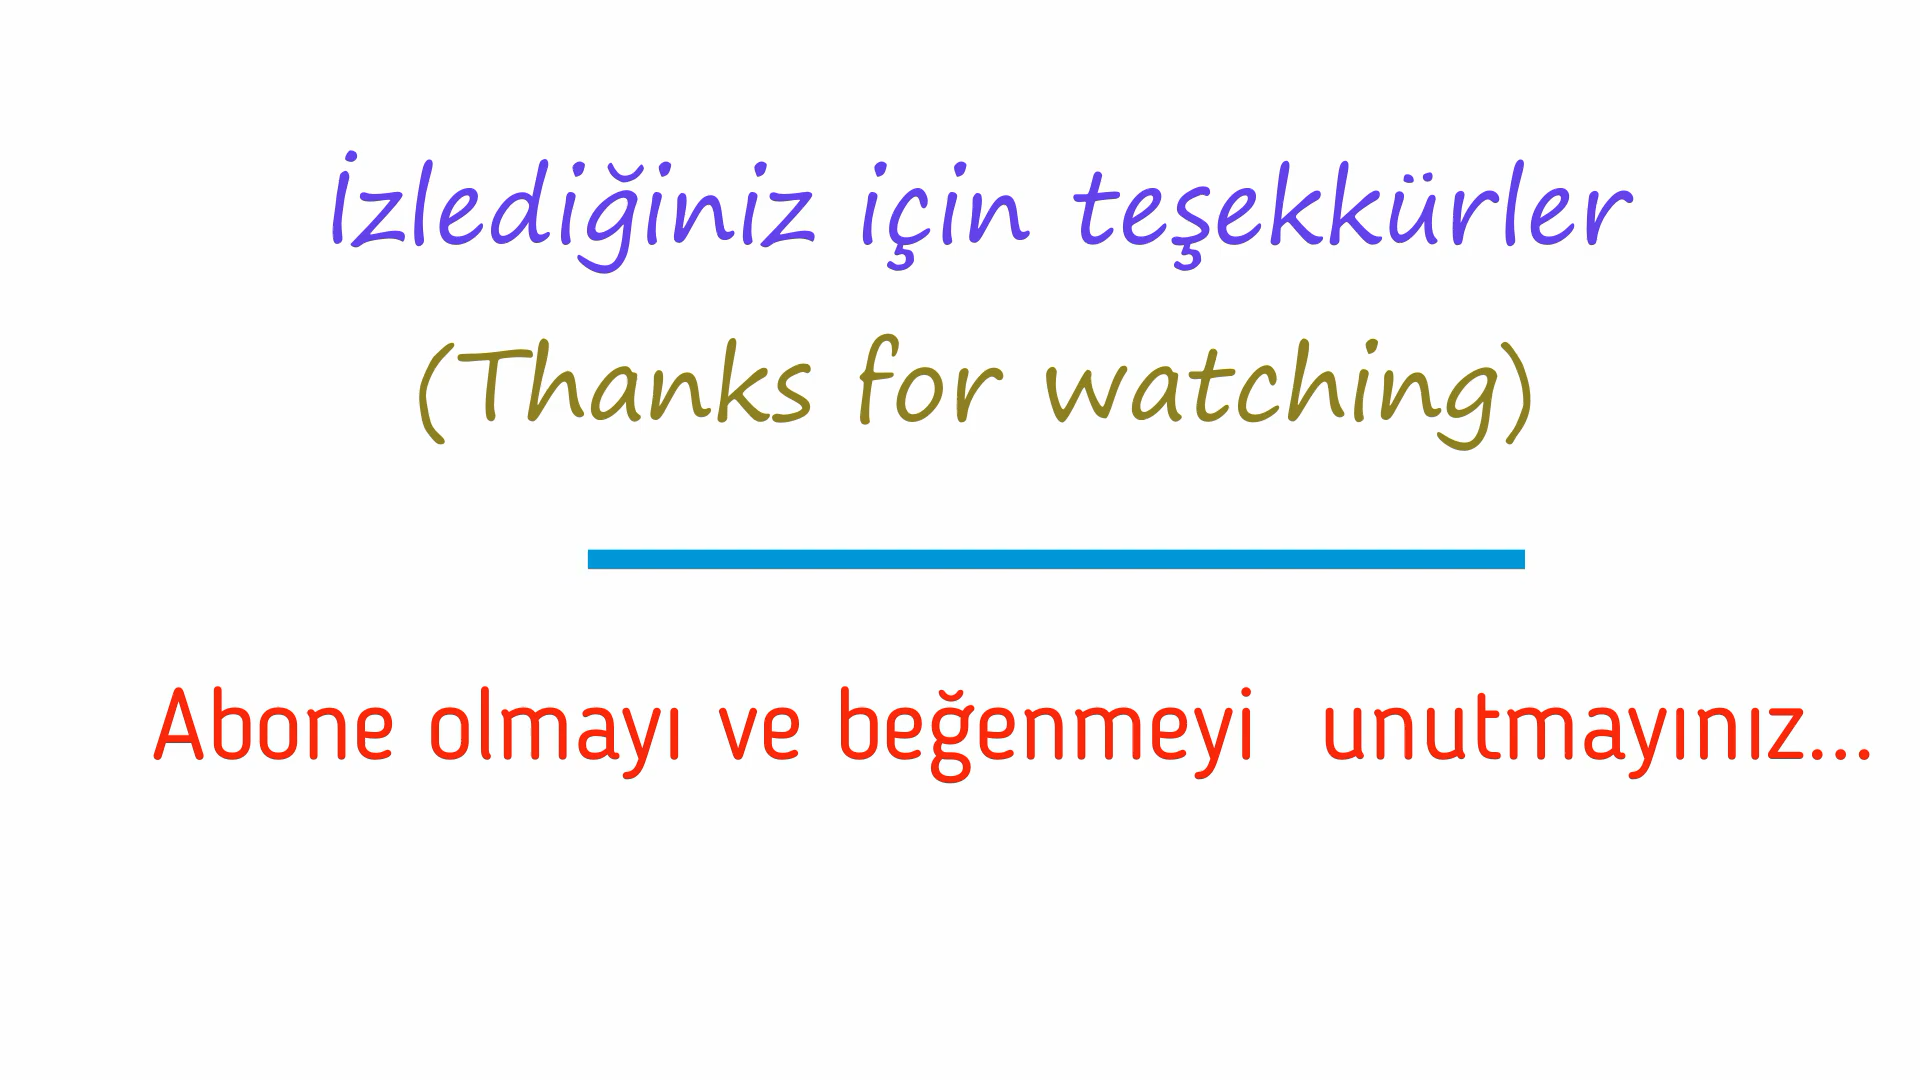 İzlediğiniz için teşekkürler
(Thanks for watching)
Abone olmayı ve beğenmeyi  unutmayınız...